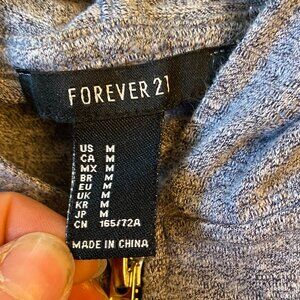 FOREVER 21
US M
CA M
MX M
BR M
EU M
UK M
KR M
JP M
CN 165/72A
MADE IN CHINA